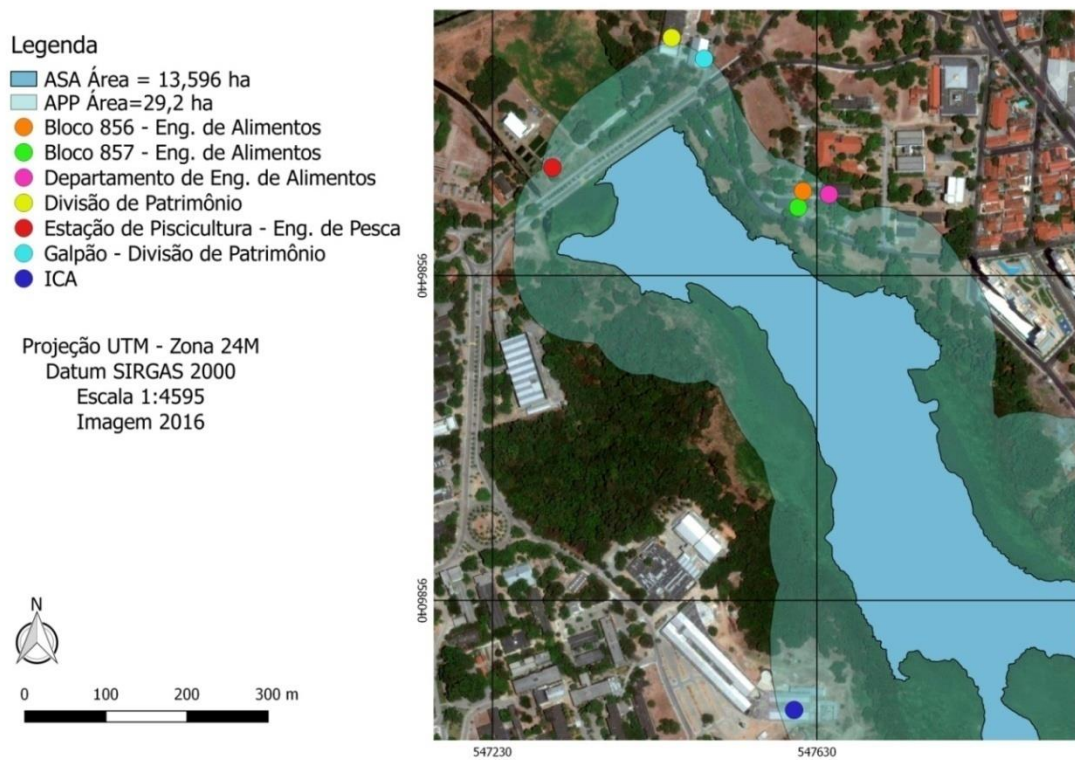 Legenda
ASA Área = 13,596 ha
APP Área=29,2 ha
Bloco 856 - Eng. de Alimentos
Bloco 857 - Eng. de Alimentos
Departamento de Eng. de Alimentos
Divisão de Patrimônio
Estação de Piscicultura - Eng. de Pesca
Galpão - Divisão de Patrimônio
ICA
Projeção UTM - Zona 24M
Datum SIRGAS 2000
Escala 1:4595
Imagem 2016
N
0 100 200 300 m
9586440
9586040
547230 547630